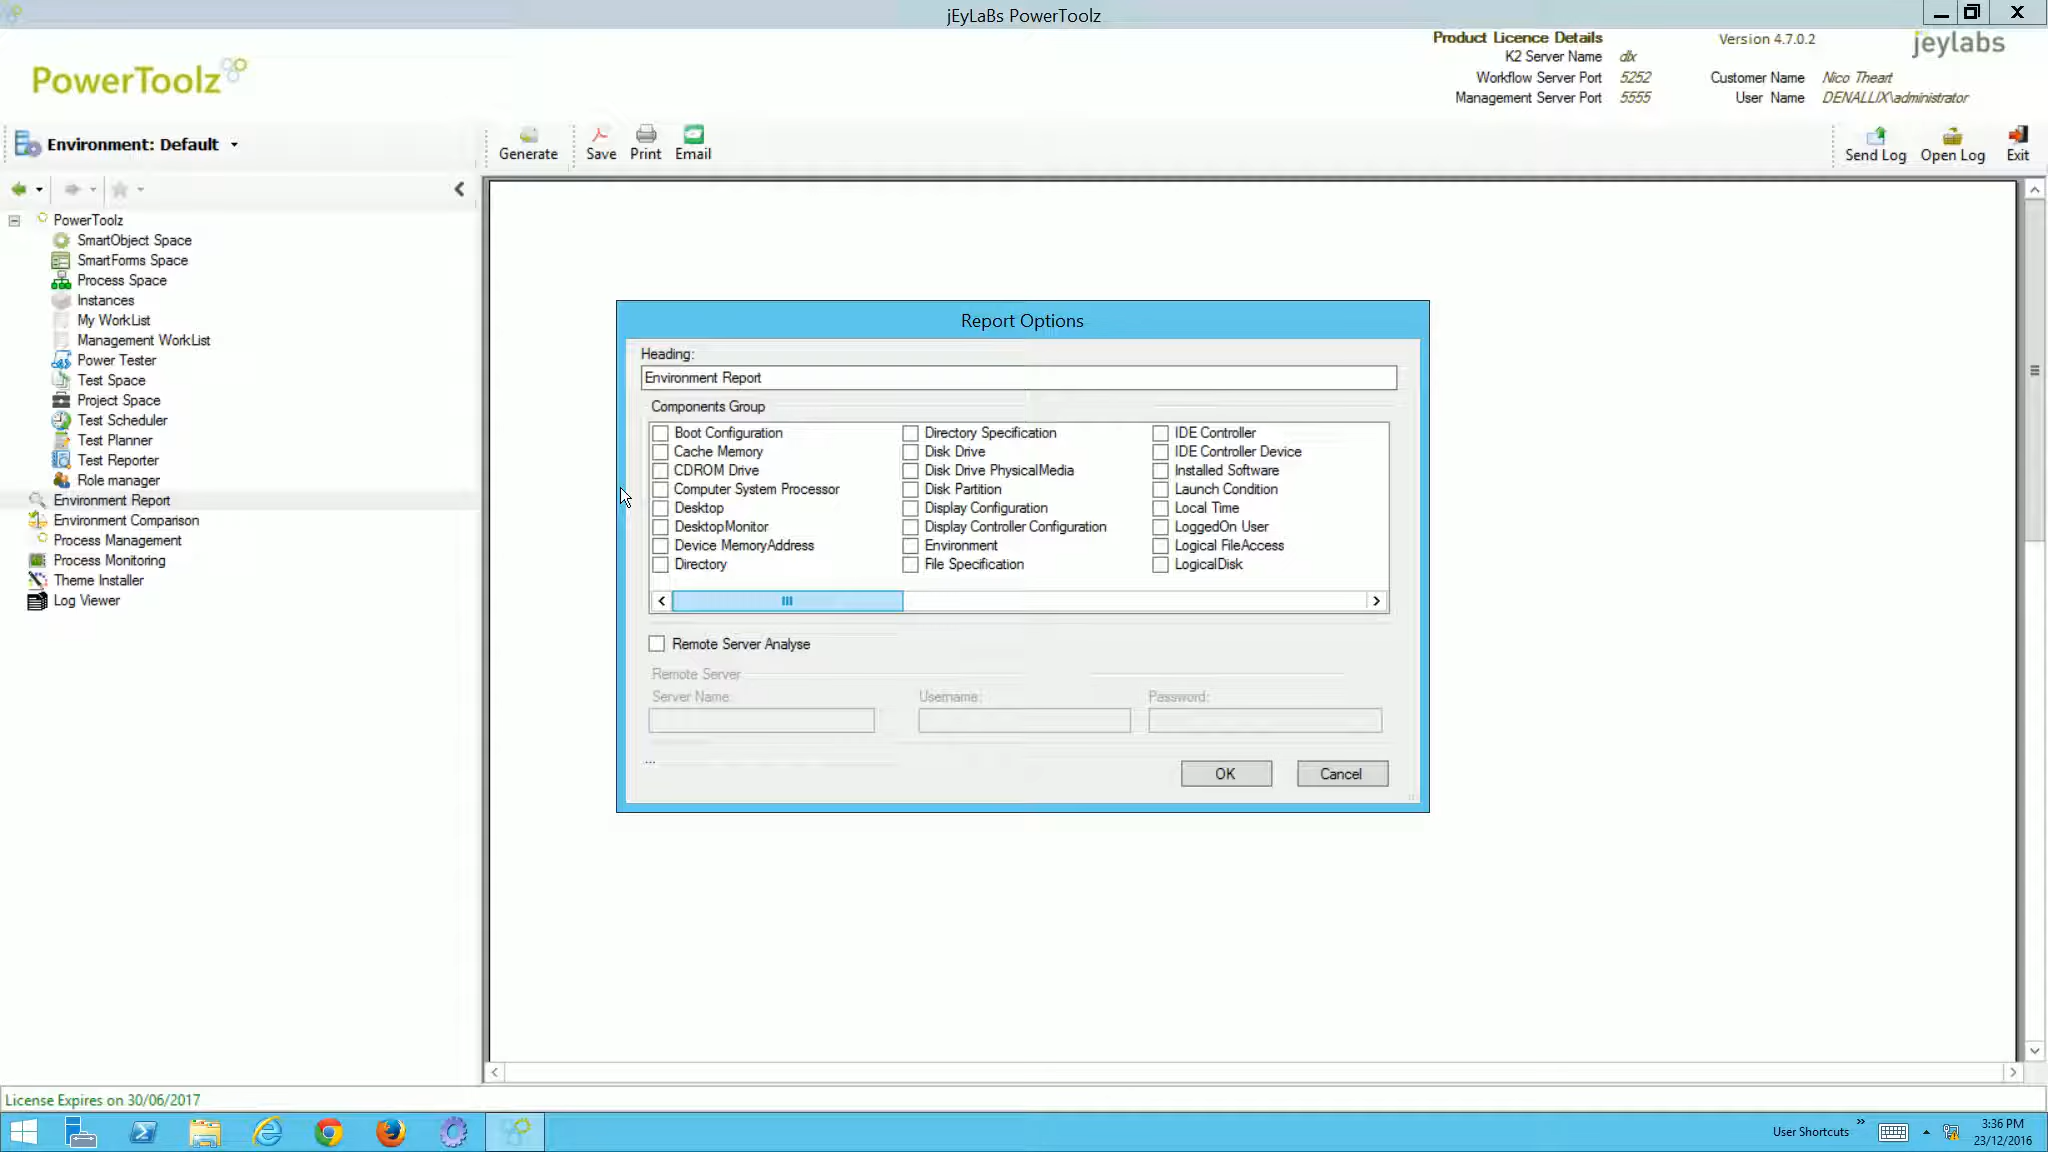 jEyLaBs PowerToolz
PowerToolz
Product Licence Details
K2 Server Name dlx
Workflow Server Port 5252
Management Server Port 5555
Version 4.7.0.2
Customer Name Nico Theart
User Name DENALLIX\administrator
jeylabs
Environment: Default
Generate
Save
Print
Email
Send Log
Open Log
Exit
PowerToolz
SmartObject Space
SmartForms Space
Process Space
Instances
My WorkList
Management WorkList
Power Tester
Test Space
Project Space
Test Scheduler
Test Planner
Test Reporter
Role manager
Environment Report
Environment Comparison
Process Management
Process Monitoring
Theme Installer
Log Viewer
Report Options
Heading:
Environment Report
Components Group
Boot Configuration
Cache Memory
CDROM Drive
Computer System Processor
Desktop
DesktopMonitor
Device MemoryAddress
Directory
Directory Specification
Disk Drive
Disk Drive PhysicalMedia
Disk Partition
Display Configuration
Display Controller Configuration
Environment
File Specification
IDE Controller
IDE Controller Device
Installed Software
Launch Condition
Local Time
LoggedOn User
Logical FileAccess
LogicalDisk
Remote Server Analyse
Remote Server
Server Name:
Username:
Password:
...
OK
Cancel
License Expires on 30/06/2017
User Shortcuts
3:36 PM
23/12/2016